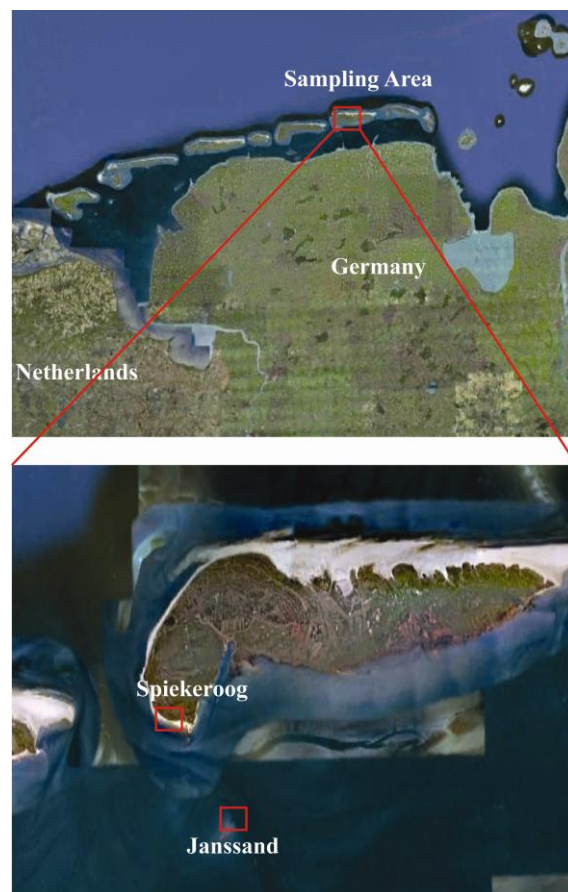 Sampling Area
Germany
Netherlands
Spiekeroog
Janssand